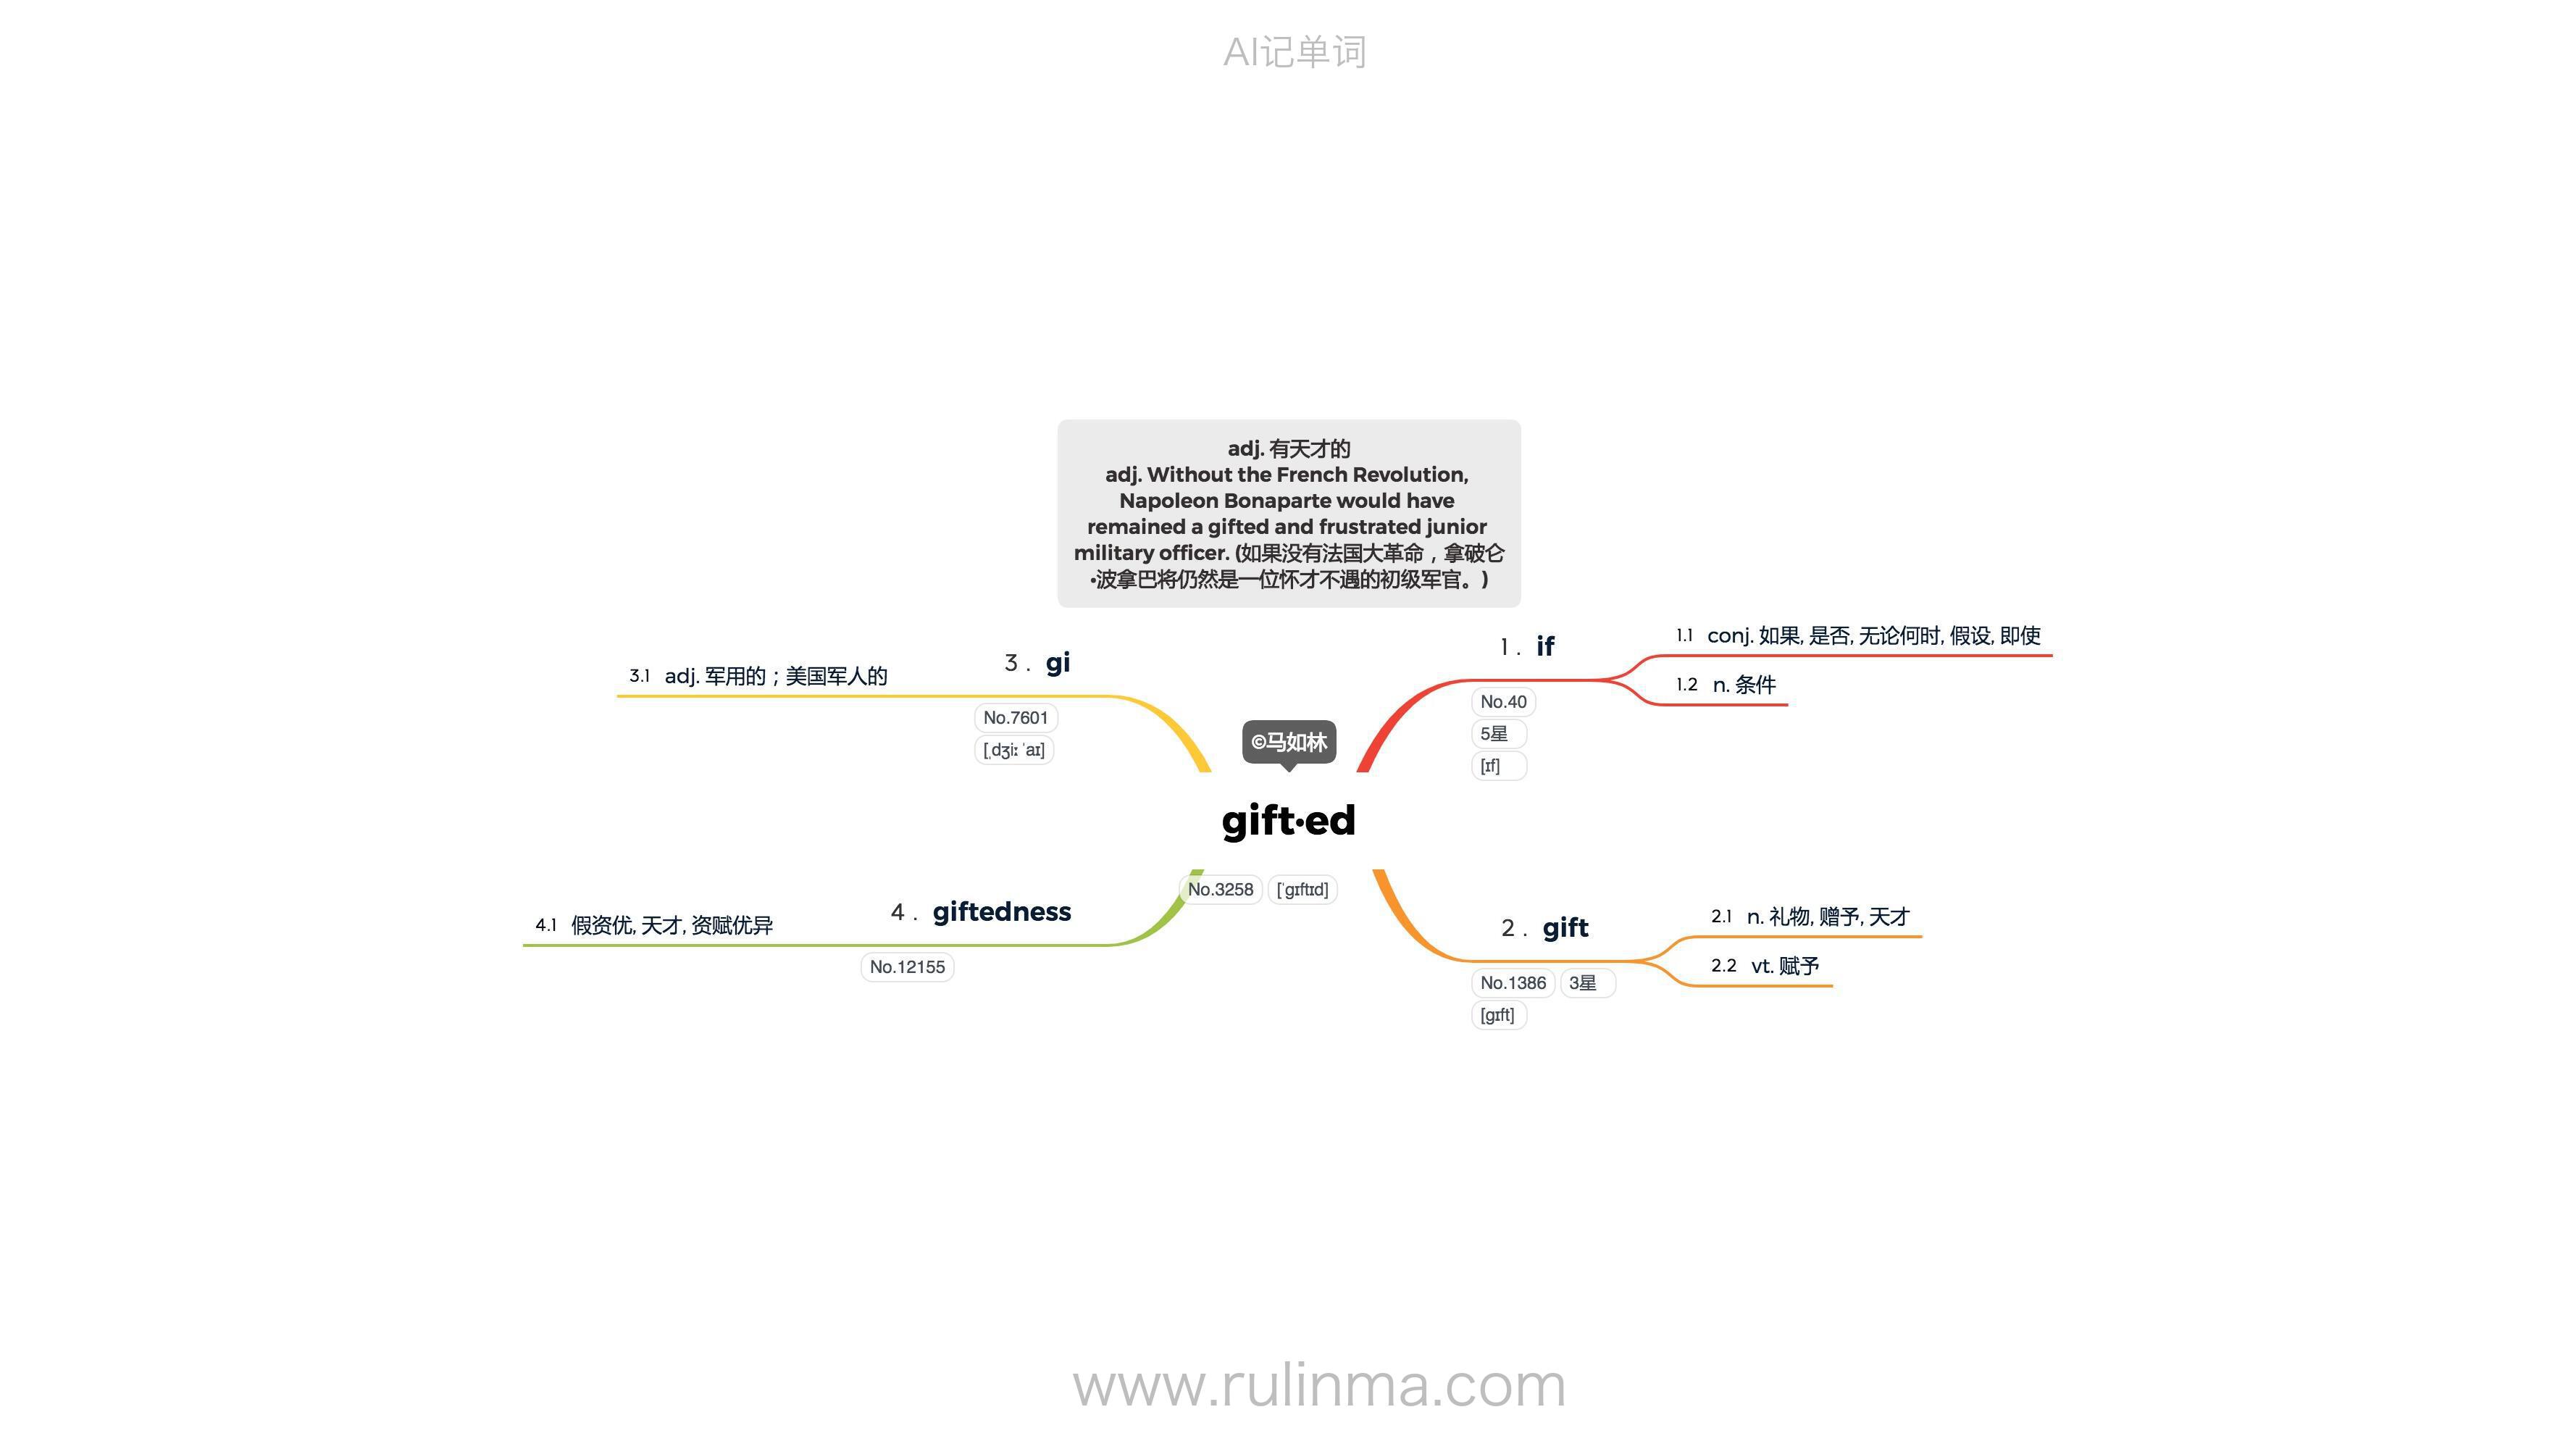 AI记单词
adj. 有天才的
adj. Without the French Revolution,
Napoleon Bonaparte would have
remained a gifted and frustrated junior
military officer. (如果没有法国大革命，拿破仑
•波拿巴将仍然是一位怀才不遇的初级军官。)
©马如林
gift•ed
No.3258 [ˈɡɪftɪd]
1. if
No.40
5星
[ɪf]
1.1 conj. 如果, 是否, 无论何时, 假设, 即使
1.2 n. 条件
2. gift
No.1386 3星
[ɡɪft]
2.1 n. 礼物, 赠予, 天才
2.2 vt. 赋予
3. gi
No.7601
[ˌdʒiː ˈaɪ]
3.1 adj. 军用的；美国军人的
4. giftedness
No.12155
4.1 假资优, 天才, 资赋优异
www.rulinma.com